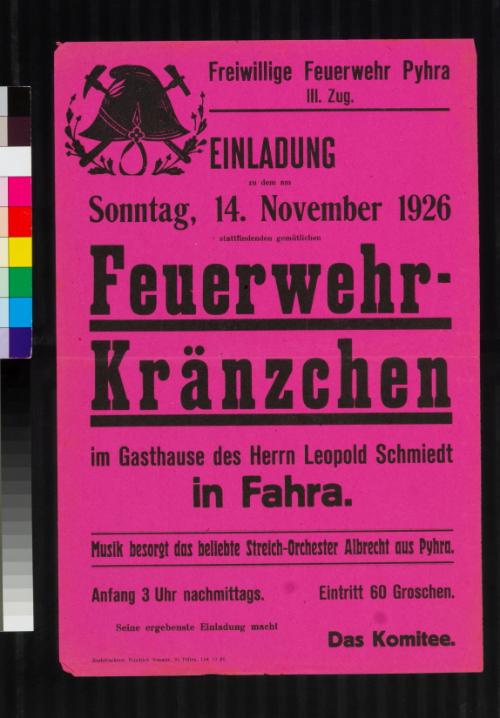 Freiwillige Feuerwehr Pyhra
III. Zug.
EINLADUNG
zu dem am
Sonntag, 14. November 1926
stattfindenden gemütlichen
Feuerwehr-
Kränzchen
im Gasthause des Herrn Leopold Schmiedt
in Fahra.
Musik besorgt das beliebte Streich-Orchester Albrecht aus Pyhra.
Anfang 3 Uhr nachmittags. Eintritt 60 Groschen.
Seine ergebenste Einladung macht
Das Komitee.